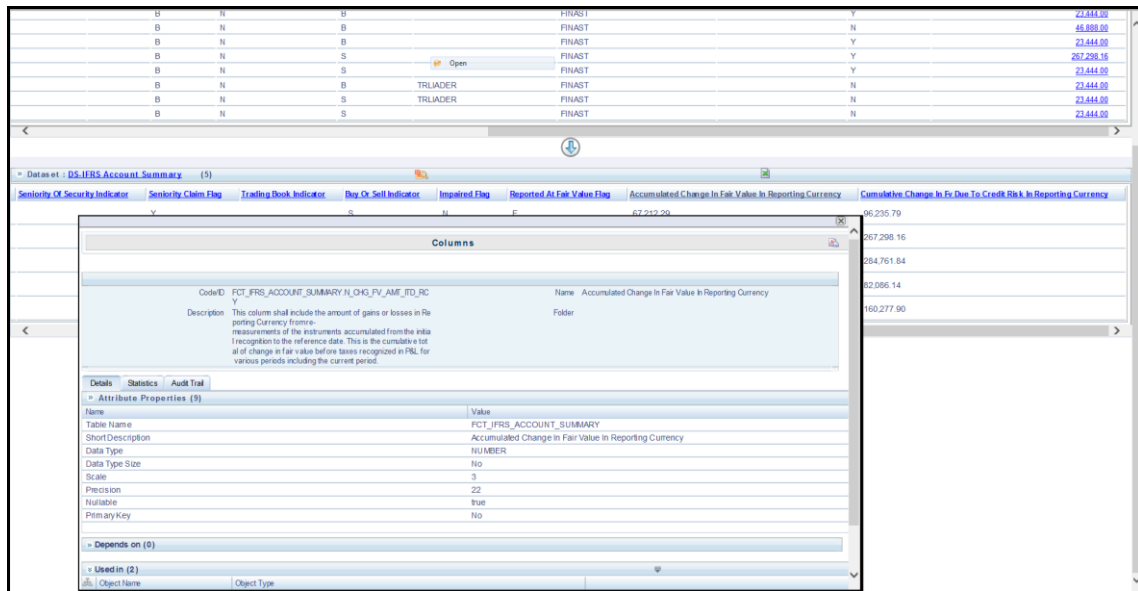 B N B FINAST Y 23,444.00
B N B FINAST N 46,888.00
B N B FINAST Y 23,444.00
B N S FINAST Y 267,298.16
Open
B N S FINAST Y 23,444.00
B N B TRLIADER FINAST N 23,444.00
B N S TRLIADER FINAST N 23,444.00
B N S FINAST N 23,444.00
» Dataset : DS-IFRS Account Summary (5)
Seniority Of Security Indicator Seniority Claim Flag Trading Book Indicator Buy Or Sell Indicator Impaired Flag Reported At Fair Value Flag Accumulated Change In Fair Value In Reporting Currency Cumulative Change In Fv Due To Credit Risk In Reporting Currency
Y S N F 67,212.29 96,235.79
267,298.16
284,761.84
82,086.14
160,277.90
Columns
Code/ID FCT_IFRS_ACCOUNT_SUMMARY.N_CHG_FV_AMT_ITD_RC
Y
Name Accumulated Change In Fair Value In Reporting Currency
Description This column shall include the amount of gains or losses in Re
porting Currency fromre-
measurements of the instruments accumulated from the initia
l recognition to the reference date. This is the cumulative tot
al of change in fair value before taxes recognized in P&L for
various periods including the current period.
Folder
Details Statistics Audit Trail
» Attribute Properties (9)
Name Value
Table Name FCT_IFRS_ACCOUNT_SUMMARY
Short Description Accumulated Change In Fair Value In Reporting Currency
Data Type NUMBER
Data Type Size No
Scale 3
Precision 22
Nullable true
Primary Key No
» Depends on (0)
Used in (2)
Object Name Object Type